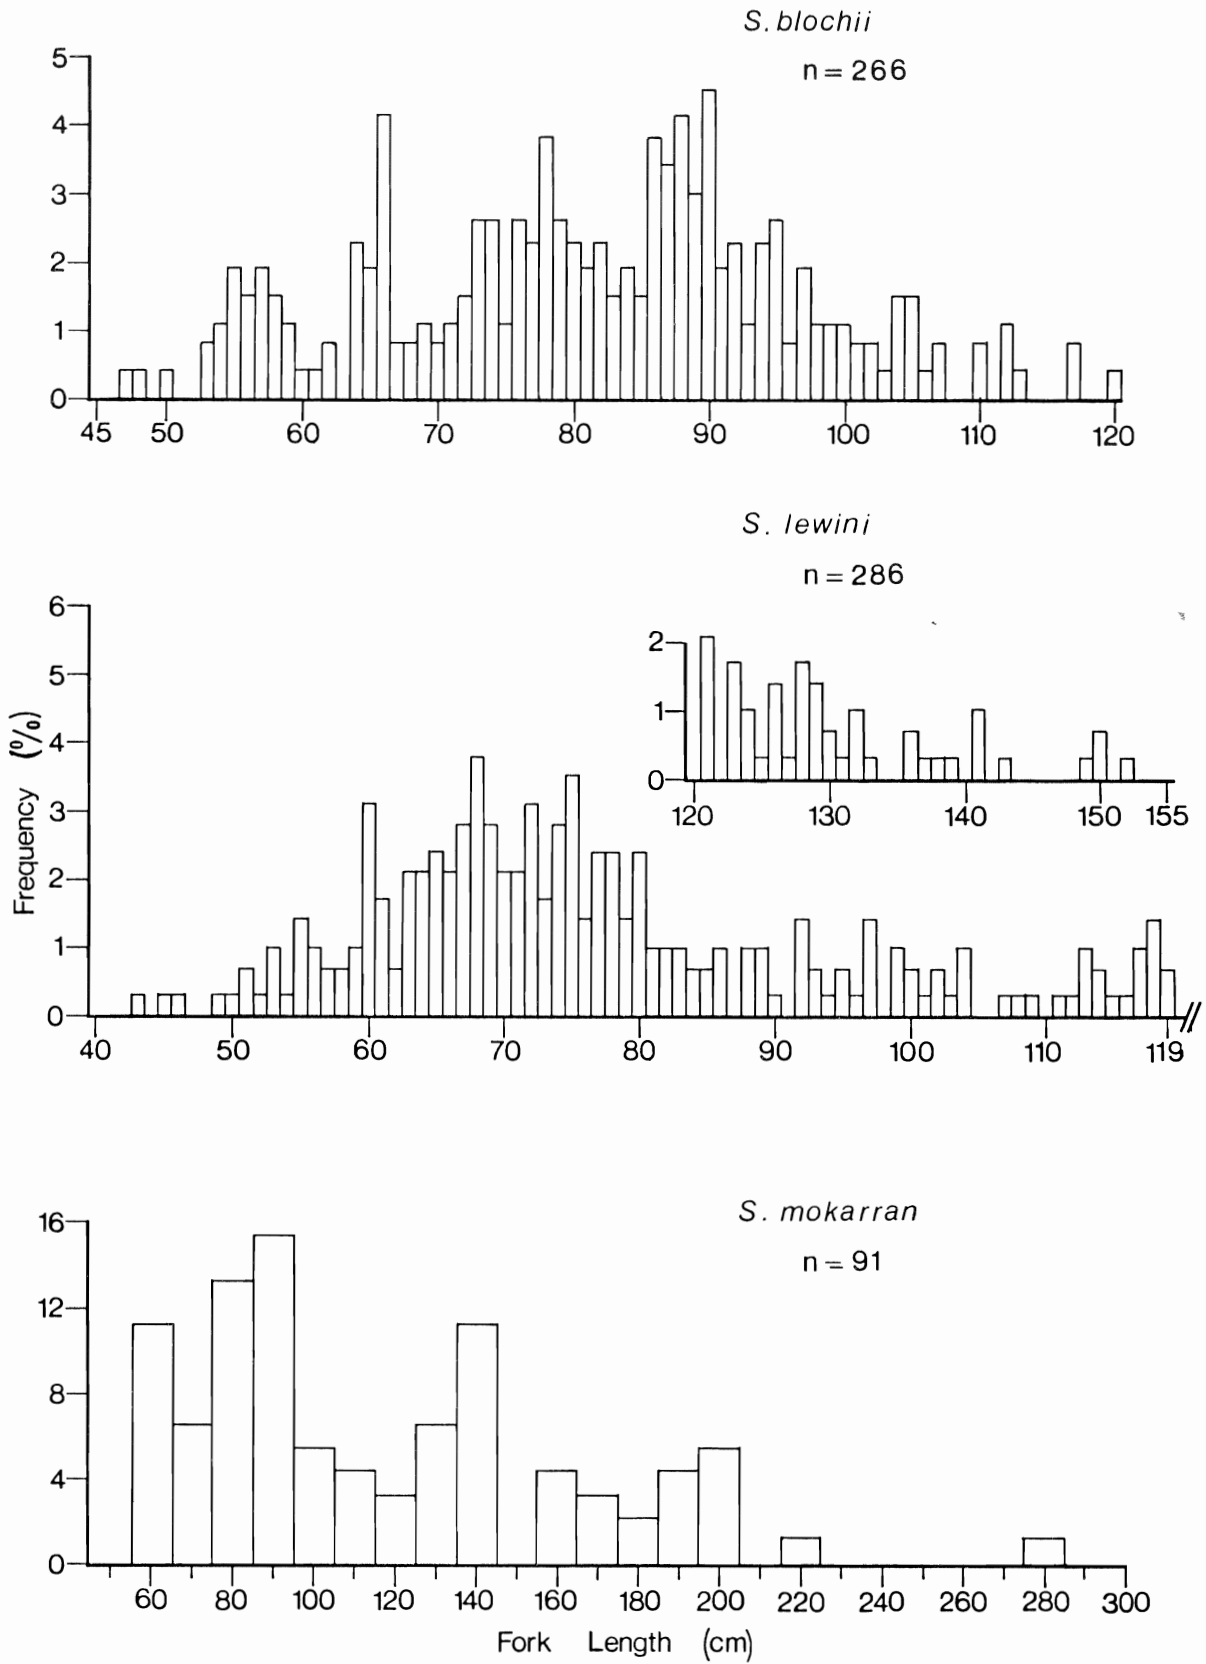 S. blochii
n = 266
5
4
3
2
1
0
45 50 60 70 80 90 100 110 120
S. lewini
n = 286
6
5
4
3
2
1
0
2
1
0
120 130 140 150 155
40 50 60 70 80 90 100 110 119
Frequency (%)
S. mokarran
n = 91
16
12
8
4
0
60 80 100 120 140 160 180 200 220 240 260 280 300
Fork Length (cm)